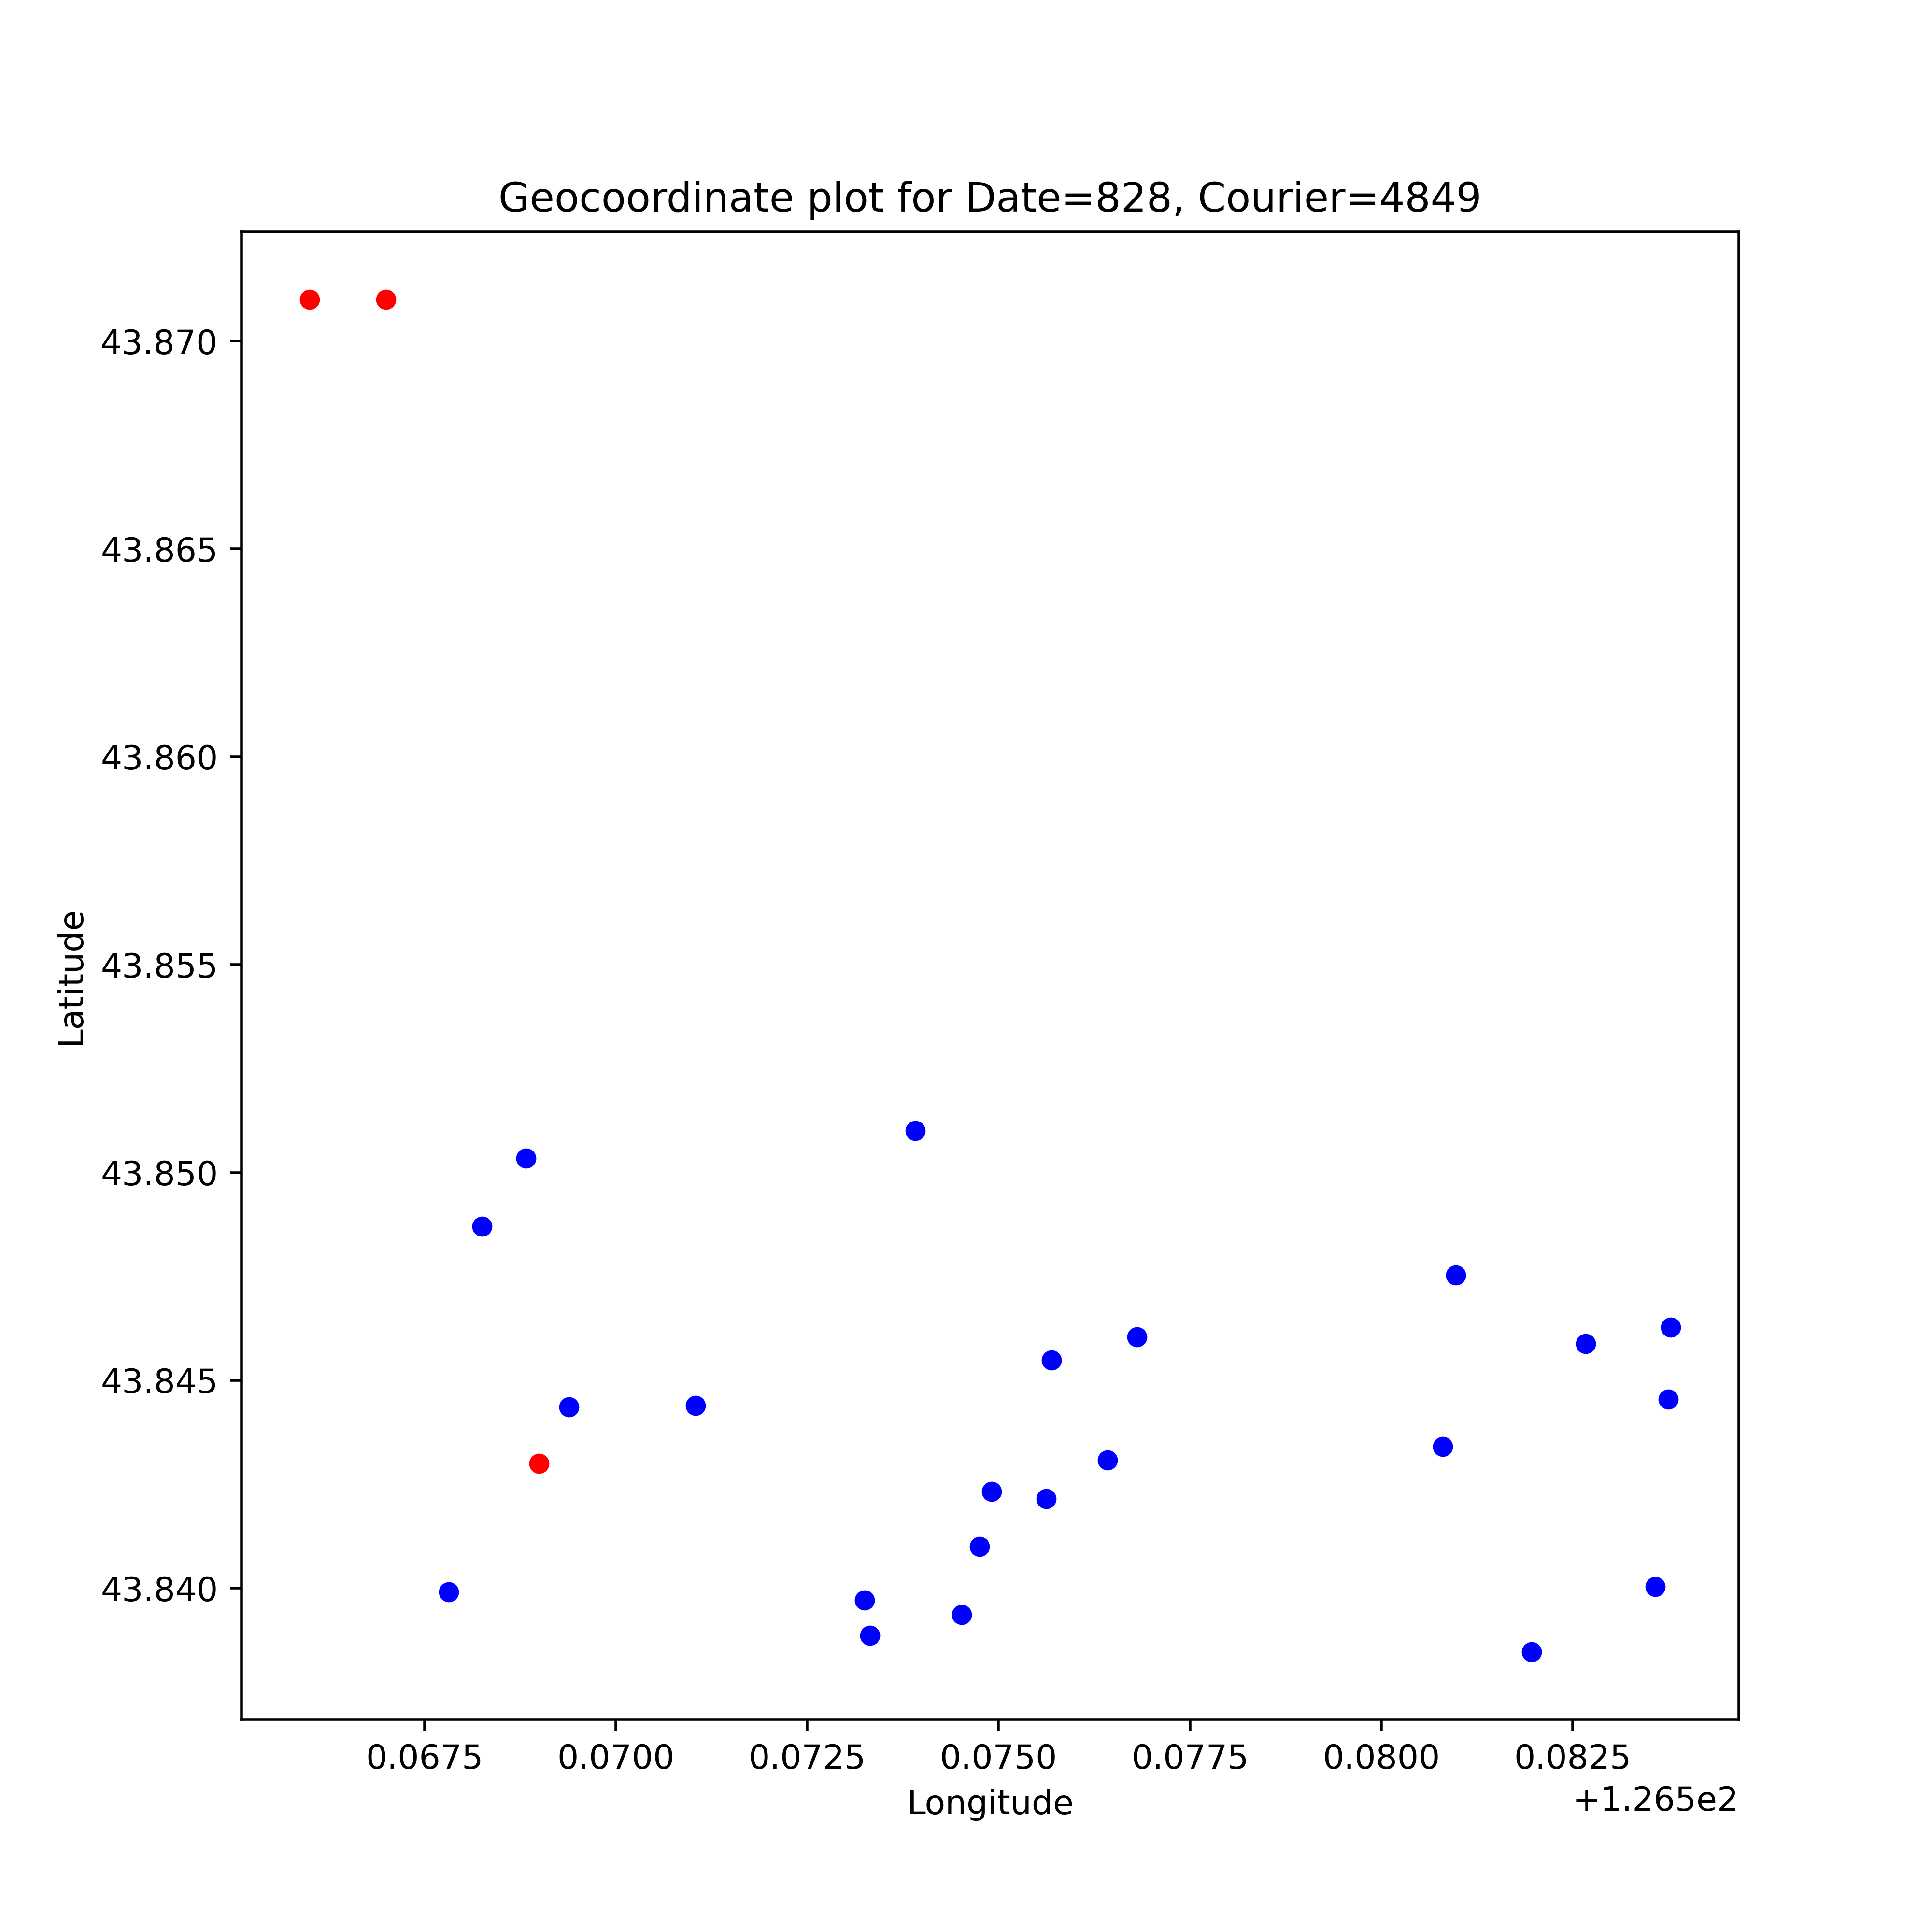 Geocoordinate plot for Date=828, Courier=4849
43.870
43.865
43.860
43.855
43.850
43.845
43.840
Latitude
0.0675 0.0700 0.0725 0.0750 0.0775 0.0800 0.0825
Longitude
+1.265e2